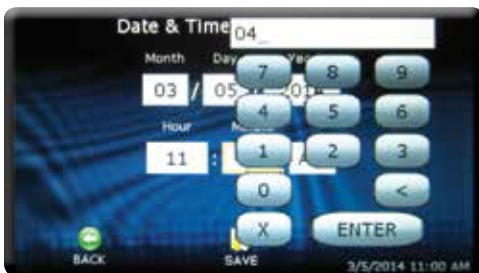 Date & Time 04_
Month Day
03 / 05
7 8 9
4 5 6
Hour
11 :
1 2 3
0 <
X ENTER
BACK SAVE
3/5/2014 11:00 AM